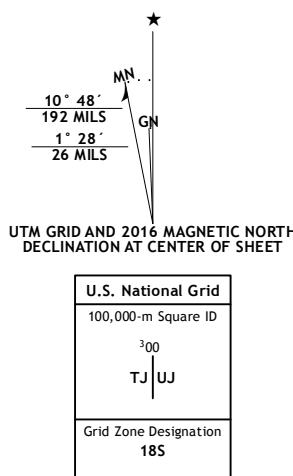 ★
MN
GN
10° 48´
192 MILS
1° 28´
26 MILS
UTM GRID AND 2016 MAGNETIC NORTH
DECLINATION AT CENTER OF SHEET
U.S. National Grid
100,000-m Square ID
³00
TJ UJ
Grid Zone Designation
18S